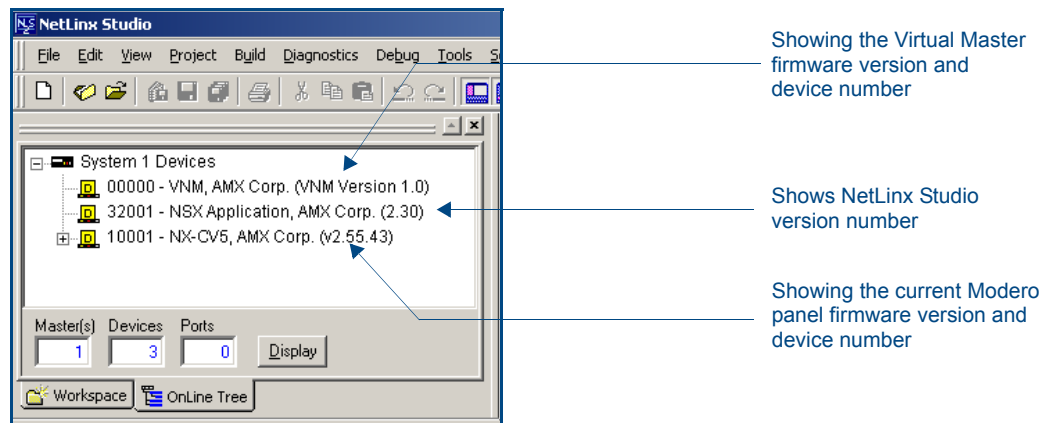 NetLinx Studio
File Edit View Project Build Diagnostics Debug Tools
System 1 Devices
00000 - VNM, AMX Corp. (VNM Version 1.0)
32001 - NSX Application, AMX Corp. (2.30)
10001 - NX-CV5, AMX Corp. (v2.55.43)
Master(s) Devices Ports
1 3 0 Display
Workspace OnLine Tree
Showing the Virtual Master
firmware version and
device number
Shows NetLinx Studio
version number
Showing the current Modero
panel firmware version and
device number